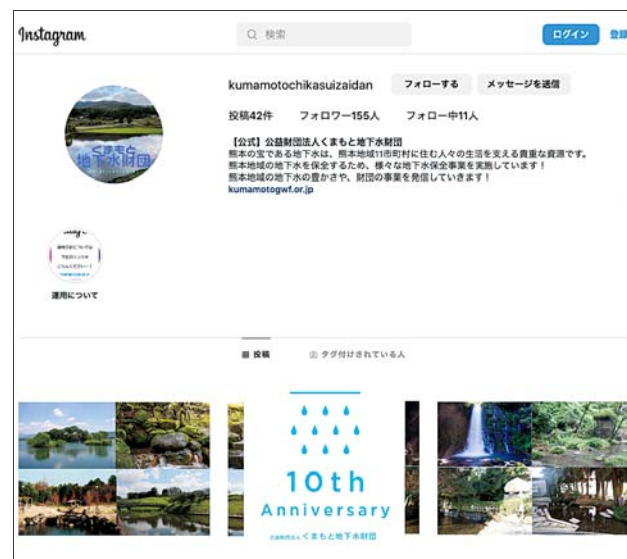 Instagram
検索
ログイン
登録
kumamotochikasuizaidan
フォローする
メッセージを送信
投稿42件 フォロワー155人 フォロー中11人
【公式】公益財団法人くまもと地下水財団
熊本の宝である地下水は、熊本地域11市町村に住む人々の生活を支える貴重な資源です。
熊本地域の地下水を保全するため、様々な地下水保全事業を実施しています！
熊本地域の地下水の豊かさや、財団の事業を発信していきます！
kumamotogwf.or.jp
くまもと
地下水財団
運用について
投稿
タグ付けされている人
10th
Anniversary
公益財団法人くまもと地下水財団